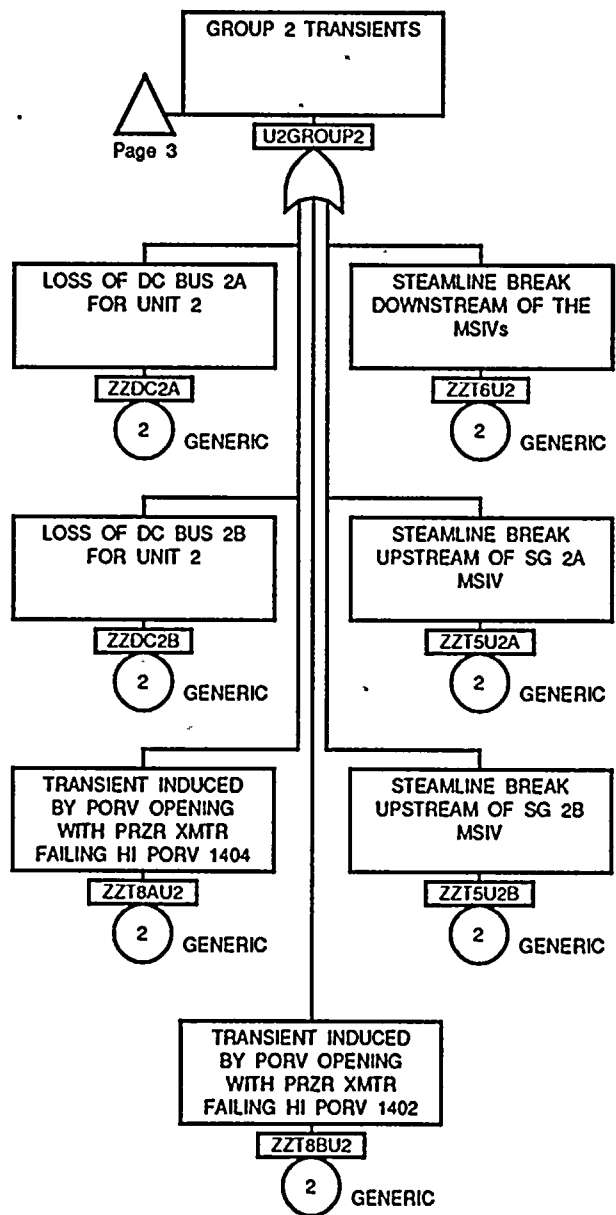 GROUP 2 TRANSIENTS
Page 3
U2GROUP2
LOSS OF DC BUS 2A
FOR UNIT 2
ZZDC2A
2
GENERIC
STEAMLINE BREAK
DOWNSTREAM OF THE
MSIVs
ZZT6U2
2
GENERIC
LOSS OF DC BUS 2B
FOR UNIT 2
ZZDC2B
2
GENERIC
STEAMLINE BREAK
UPSTREAM OF SG 2A
MSIV
ZZT5U2A
2
GENERIC
TRANSIENT INDUCED
BY PORV OPENING
WITH PRZR XMTR
FAILING HI PORV 1404
ZZT8AU2
2
GENERIC
STEAMLINE BREAK
UPSTREAM OF SG 2B
MSIV
ZZT5U2B
2
GENERIC
TRANSIENT INDUCED
BY PORV OPENING
WITH PRZR XMTR
FAILING HI PORV 1402
ZZT8BU2
2
GENERIC